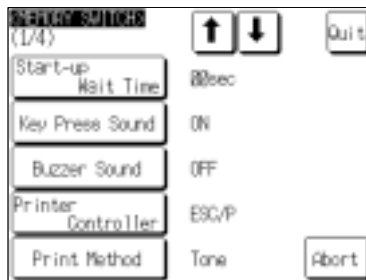 <MEMORY SWITCH>
(1/4)
Quit
Start-up
Wait Time
00sec
Key Press Sound
ON
Buzzer Sound
OFF
Printer
Controller
ESC/P
Print Method
Tone
Abort